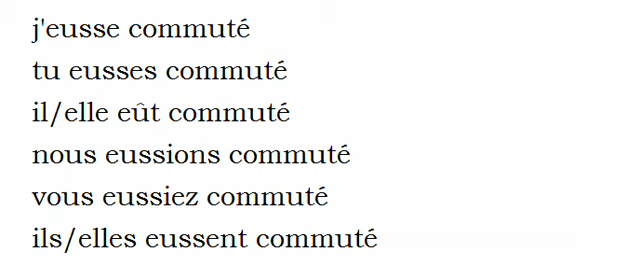 j'eusse commuté
tu eusses commuté
il/elle eût commuté
nous eussions commuté
vous eussiez commuté
ils/elles eussent commuté